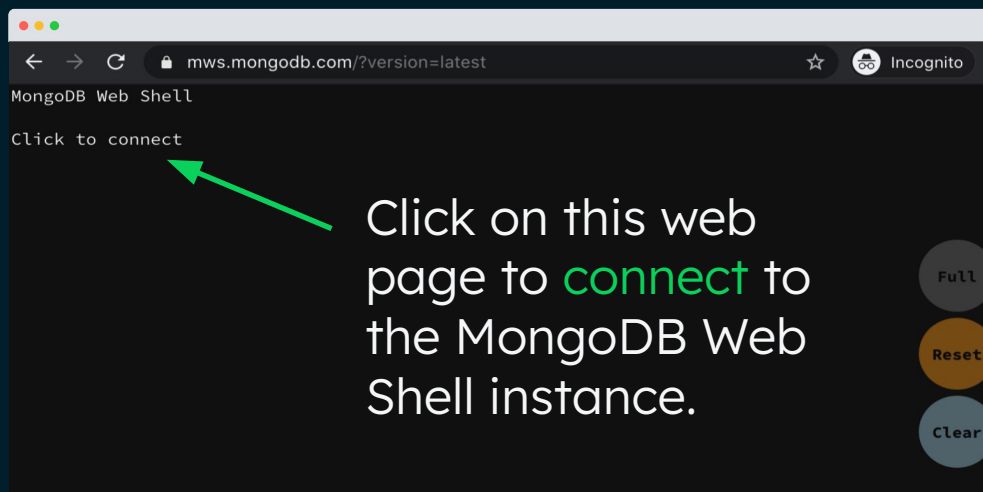 mws.mongodb.com/?version=latest
Incognito
MongoDB Web Shell
Click to connect
Click on this web
page to connect to
the MongoDB Web
Shell instance.
Full
Reset
Clear